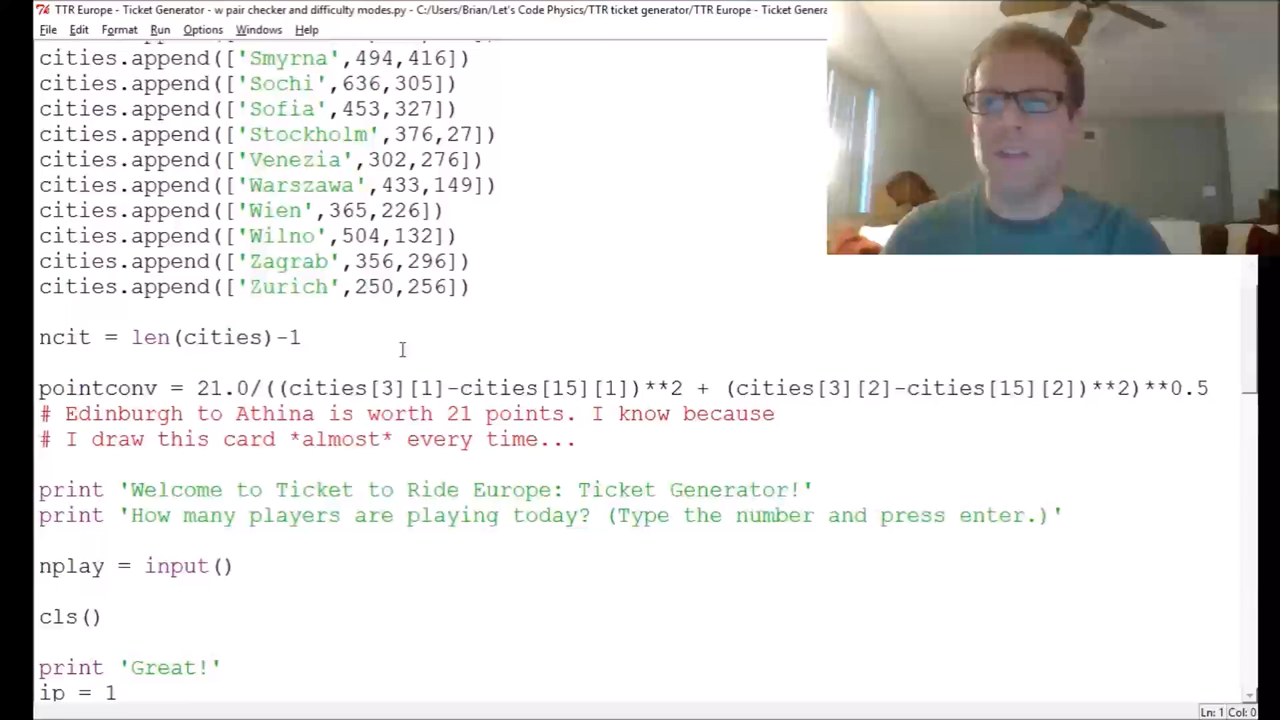 TTR Europe - Ticket Generator - w pair checker and difficulty modes.py - C:/Users/Brian/Let's Code Physics/TTR ticket generator/TTR Europe - Ticket Genera
File Edit Format Run Options Windows Help
cities.append(['Smyrna',494,416])
cities.append(['Sochi',636,305])
cities.append(['Sofia',453,327])
cities.append(['Stockholm',376,27])
cities.append(['Venezia',302,276])
cities.append(['Warszawa',433,149])
cities.append(['Wien',365,226])
cities.append(['Wilno',504,132])
cities.append(['Zagrab',356,296])
cities.append(['Zurich',250,256])
ncit = len(cities)-1
pointconv = 21.0/((cities[3][1]-cities[15][1])**2 + (cities[3][2]-cities[15][2])**2)**0.5
# Edinburgh to Athina is worth 21 points. I know because
# I draw this card *almost* every time...
print 'Welcome to Ticket to Ride Europe: Ticket Generator!'
print 'How many players are playing today? (Type the number and press enter.)'
nplay = input()
cls()
print 'Great!'
ip = 1
Ln: 1 Col: 0